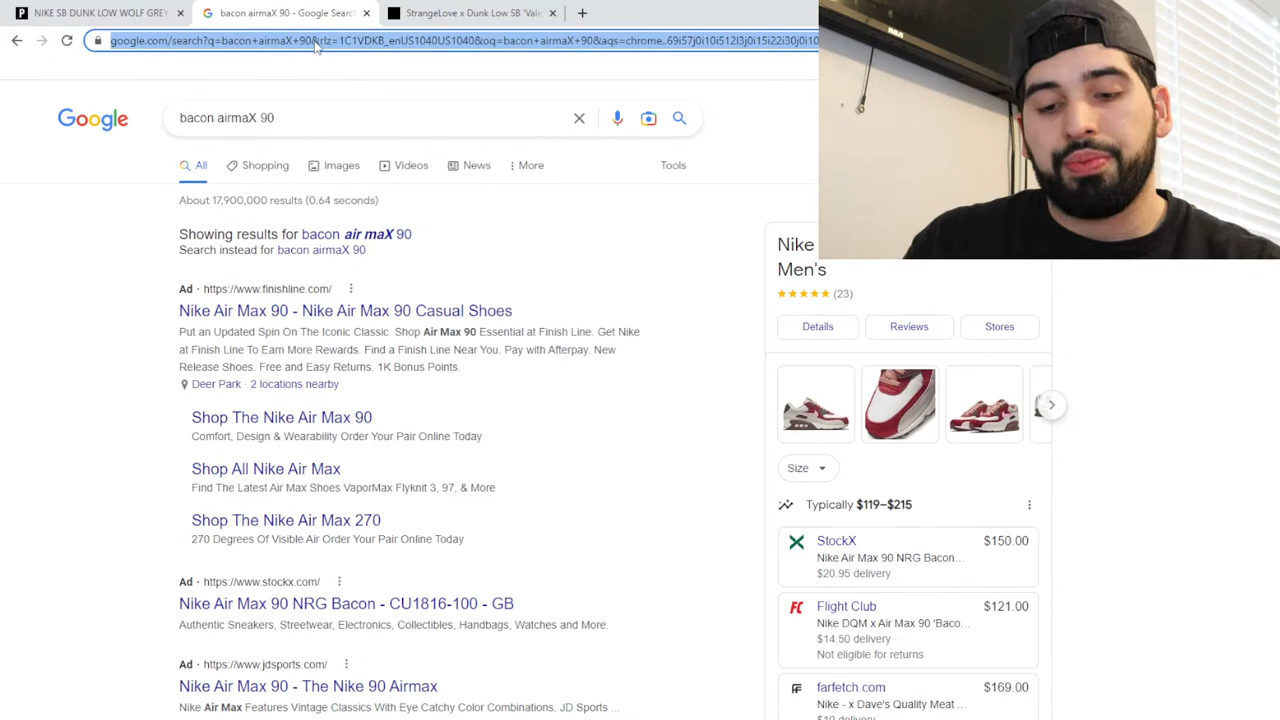 NIKE SB DUNK LOW WOLF GREY
bacon airmaX 90 - Google Search
StrangeLove x Dunk Low SB 'Vale
google.com/search?q=bacon+airmaX+90&rlz=1C1VDKB_enUS1040US1040&oq=bacon+airmaX+90&aqs=chrome..69i57j0i10i512l3j0i15i22i30j0i10
RCA
Google
bacon airmaX 90
All
Shopping
Images
Videos
News
More
Tools
About 17,900,000 results (0.64 seconds)
Showing results for bacon air maX 90
Search instead for bacon airmaX 90
Ad · https://www.finishline.com/
Nike Air Max 90 - Nike Air Max 90 Casual Shoes
Put an Updated Spin On The Iconic Classic. Shop Air Max 90 Essential at Finish Line. Get Nike
at Finish Line To Earn More Rewards. Find a Finish Line Near You. Pay with Afterpay. New
Release Shoes. Free and Easy Returns. 1K Bonus Points.
Deer Park · 2 locations nearby
Shop The Nike Air Max 90
Comfort, Design & Wearability Order Your Pair Online Today
Shop All Nike Air Max
Find The Latest Air Max Shoes VaporMax Flyknit 3, 97, & More
Shop The Nike Air Max 270
270 Degrees Of Visible Air Order Your Pair Online Today
Ad · https://www.stockx.com/
Nike Air Max 90 NRG Bacon - CU1816-100 - GB
Authentic Sneakers, Streetwear, Electronics, Collectibles, Handbags, Watches and More.
Ad · https://www.jdsports.com/
Nike Air Max 90 - The Nike 90 Airmax
Nike Air Max Features Vintage Classics With Eye Catchy Color Combinations. JD Sports ...
Nike
Men's
(23)
Details
Reviews
Stores
Size
Typically $119–$215
StockX
$150.00
Nike Air Max 90 NRG Bacon...
$20.95 delivery
FC
Flight Club
$121.00
Nike DQM x Air Max 90 'Baco...
$14.50 delivery
Not eligible for returns
farfetch.com
$169.00
Nike - x Dave's Quality Meat ...
$10 delivery